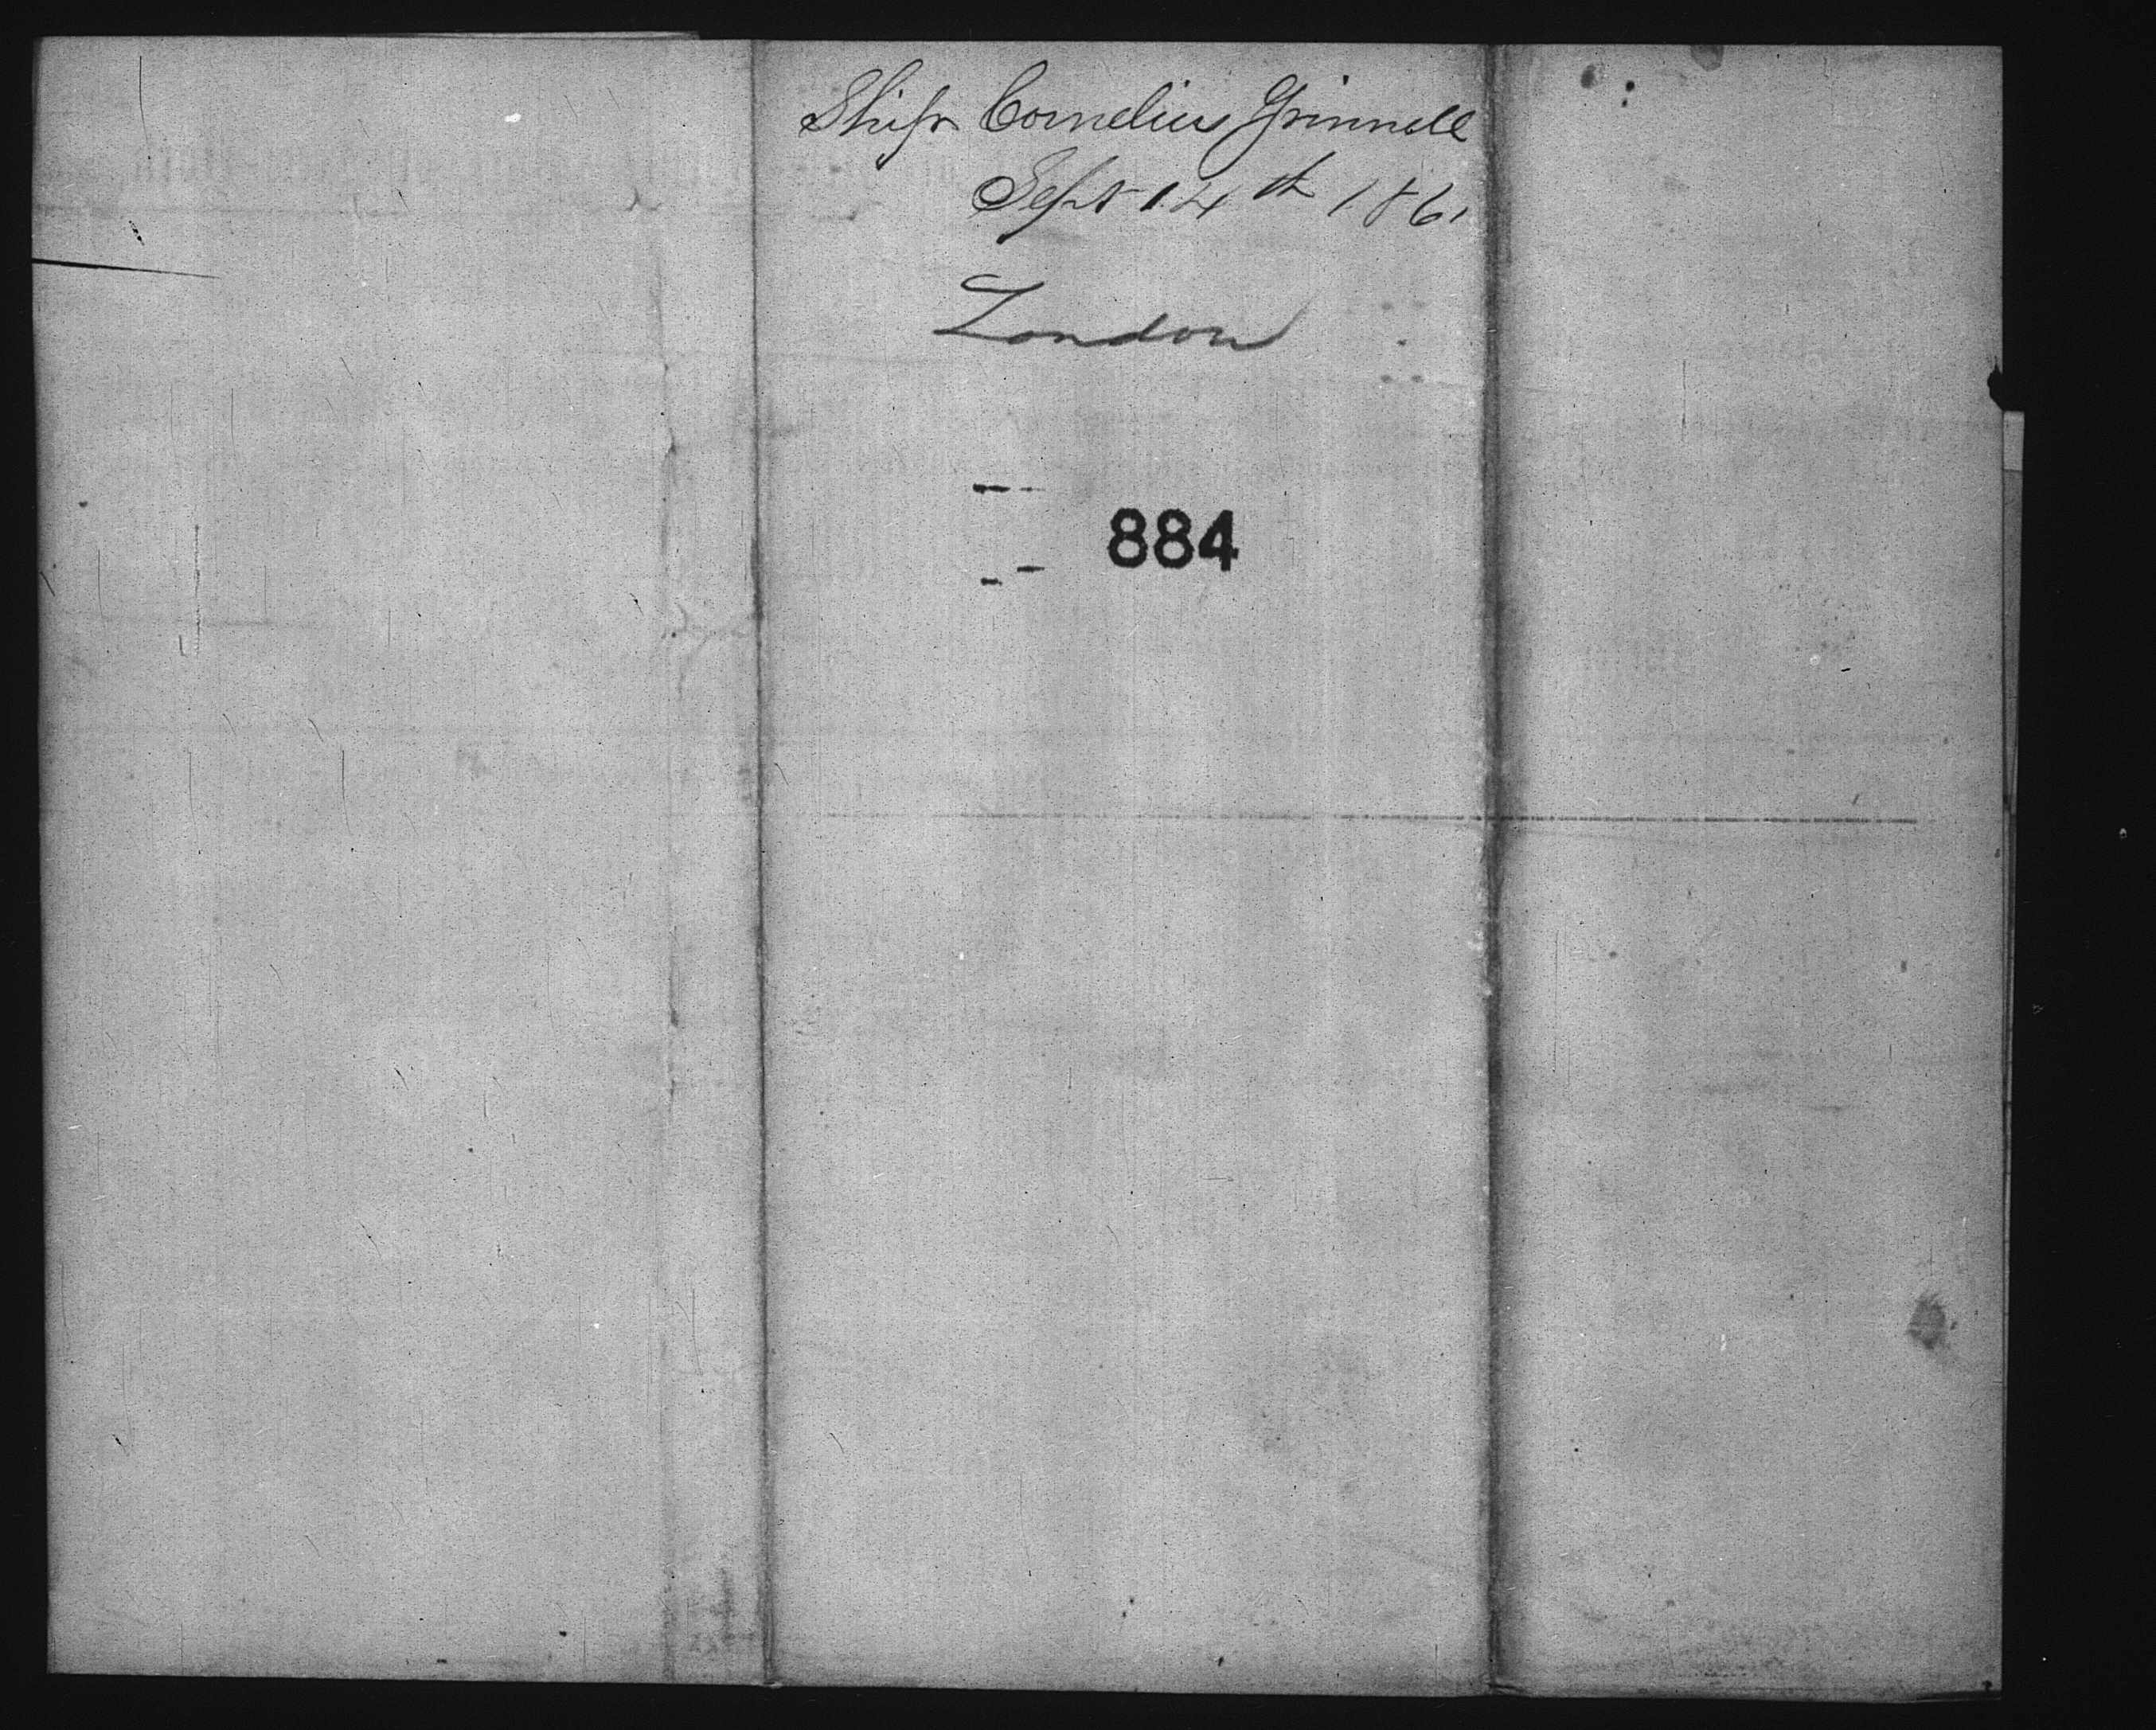 Ship Cornelius Grinnell
Sept 14th 1861
London
884